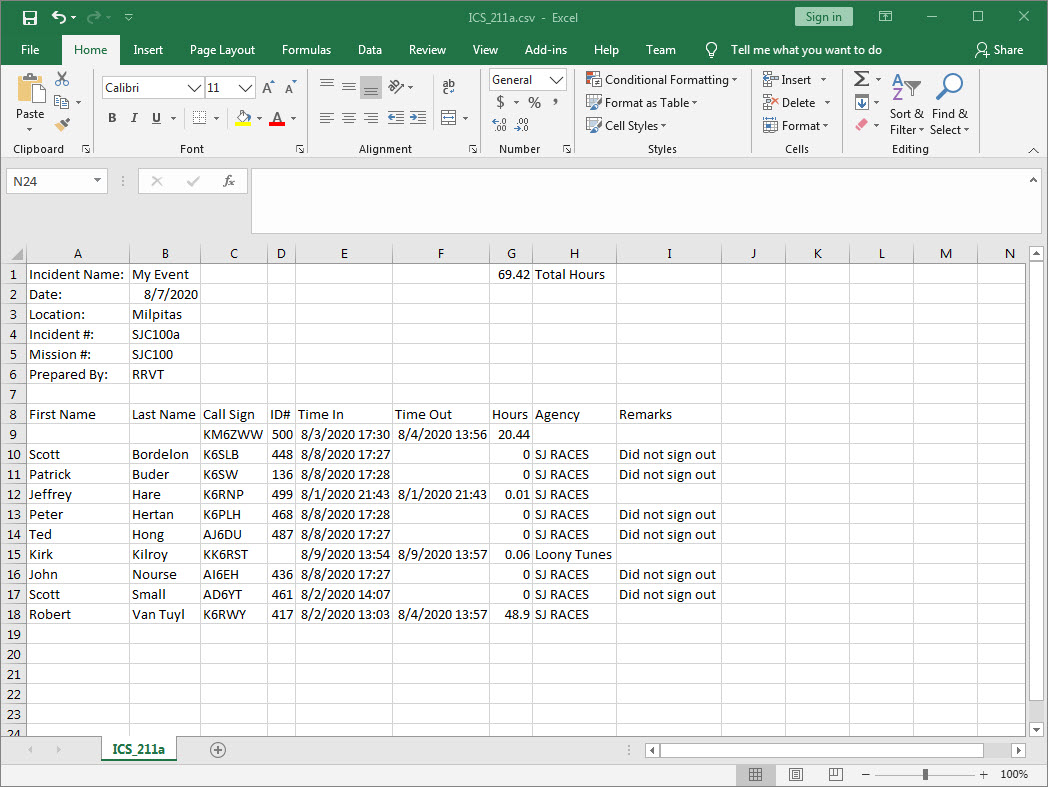 ICS_211a.csv - Excel
Sign in
File Home Insert Page Layout Formulas Data Review View Add-ins Help Team Tell me what you want to do Share
Paste
Clipboard
Calibri 11 A A
B I U A
Font
ab
Alignment
General
$ % ,
.00 .00
Number
Conditional Formatting
Format as Table
Cell Styles
Styles
Insert
Delete
Format
Cells
Sort & Filter
Find & Select
Editing
N24 fx
A B C D E F G H I J K L M N
1 Incident Name: My Event 69.42 Total Hours
2 Date: 8/7/2020
3 Location: Milpitas
4 Incident #: SJC100a
5 Mission #: SJC100
6 Prepared By: RRVT
7
8 First Name Last Name Call Sign ID# Time In Time Out Hours Agency Remarks
9 KM6ZWW 500 8/3/2020 17:30 8/4/2020 13:56 20.44
10 Scott Bordelon K6SLB 448 8/8/2020 17:27 0 SJ RACES Did not sign out
11 Patrick Buder K6SW 136 8/8/2020 17:28 0 SJ RACES Did not sign out
12 Jeffrey Hare K6RNP 499 8/1/2020 21:43 8/1/2020 21:43 0.01 SJ RACES
13 Peter Hertan K6PLH 468 8/8/2020 17:28 0 SJ RACES Did not sign out
14 Ted Hong AJ6DU 487 8/8/2020 17:27 0 SJ RACES Did not sign out
15 Kirk Kilroy KK6RST 8/9/2020 13:54 8/9/2020 13:57 0.06 Loony Tunes
16 John Nourse AI6EH 436 8/8/2020 17:27 0 SJ RACES Did not sign out
17 Scott Small AD6YT 461 8/2/2020 14:07 0 SJ RACES Did not sign out
18 Robert Van Tuyl K6RWY 417 8/2/2020 13:03 8/4/2020 13:57 48.9 SJ RACES
19
20
21
22
23
24
ICS_211a
100%